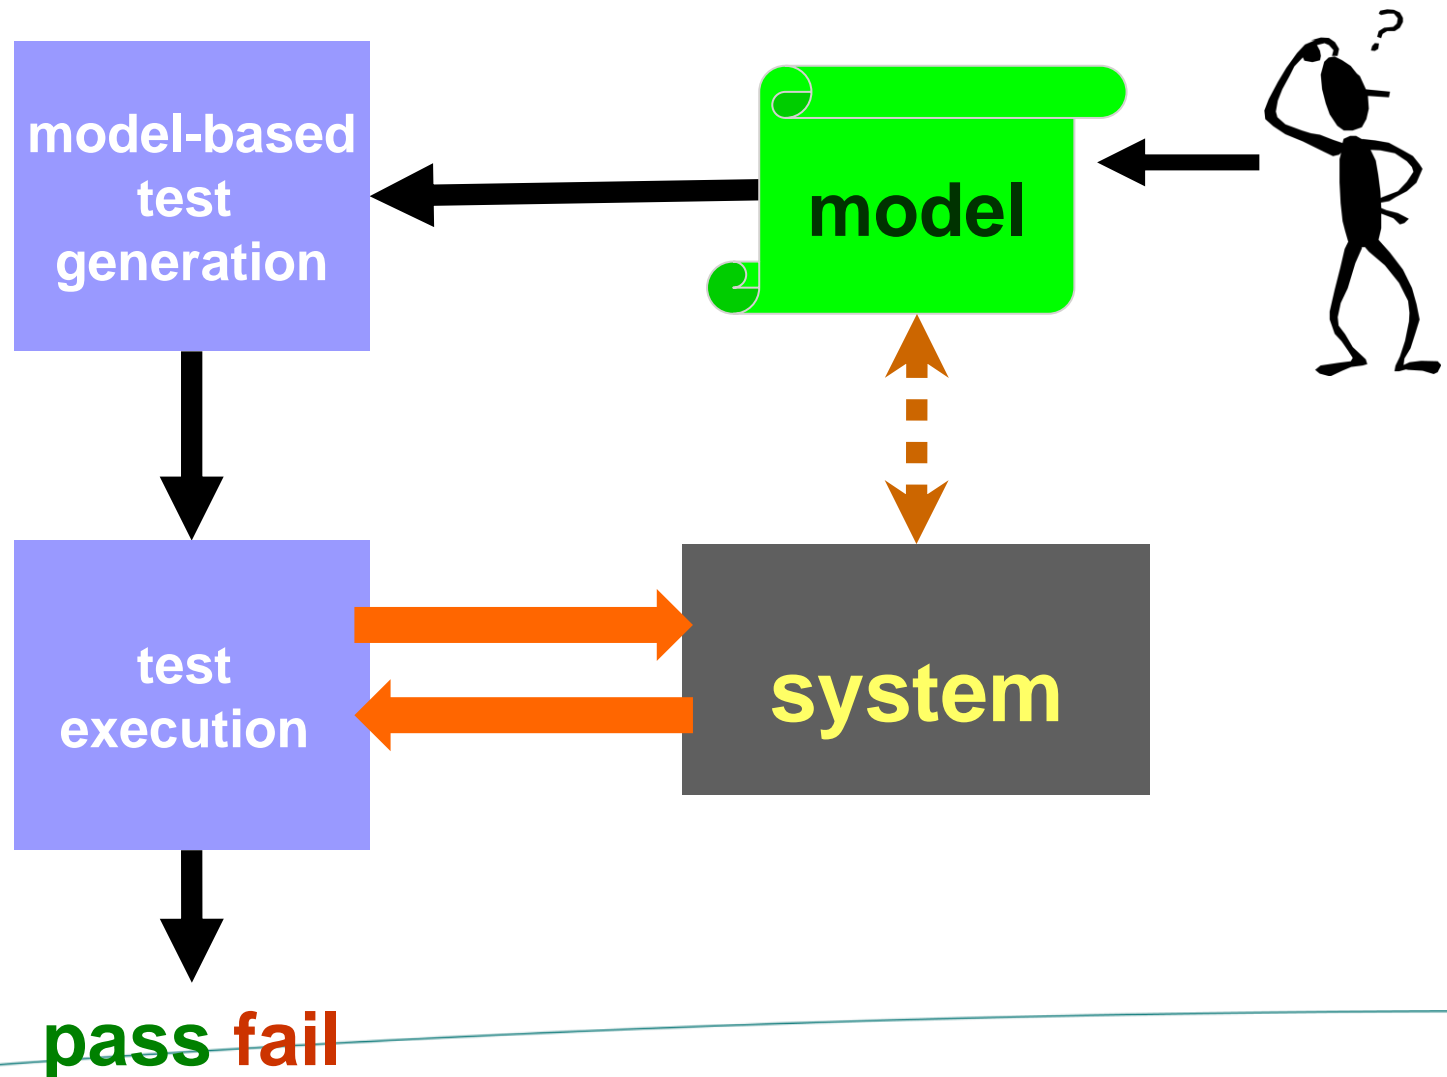 ?
model-based
test
generation
model
test
execution
system
pass fail